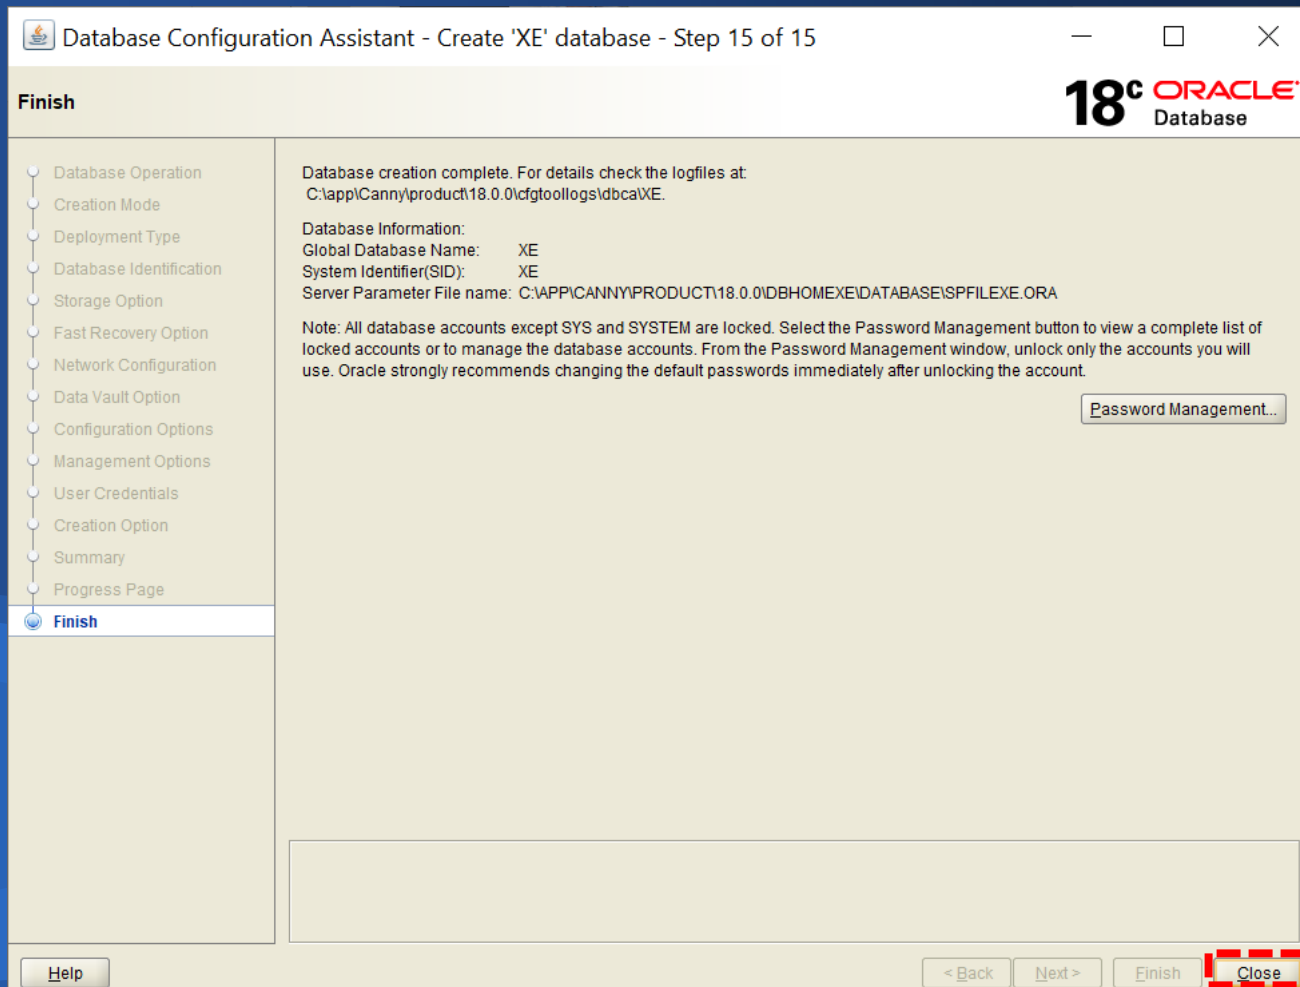 Database Configuration Assistant - Create 'XE' database - Step 15 of 15
Finish
18c ORACLE
Database
Database Operation
Creation Mode
Deployment Type
Database Identification
Storage Option
Fast Recovery Option
Network Configuration
Data Vault Option
Configuration Options
Management Options
User Credentials
Creation Option
Summary
Progress Page
Finish
Database creation complete. For details check the logfiles at:
C:\app\Canny\product\18.0.0\cfgtoollogs\dbca\XE.
Database Information:
Global Database Name: XE
System Identifier(SID): XE
Server Parameter File name: C:\APP\CANNY\PRODUCT\18.0.0\DBHOMEXE\DATABASE\SPFILEXE.ORA
Note: All database accounts except SYS and SYSTEM are locked. Select the Password Management button to view a complete list of
locked accounts or to manage the database accounts. From the Password Management window, unlock only the accounts you will
use. Oracle strongly recommends changing the default passwords immediately after unlocking the account.
Password Management...
Help
< Back
Next >
Finish
Close